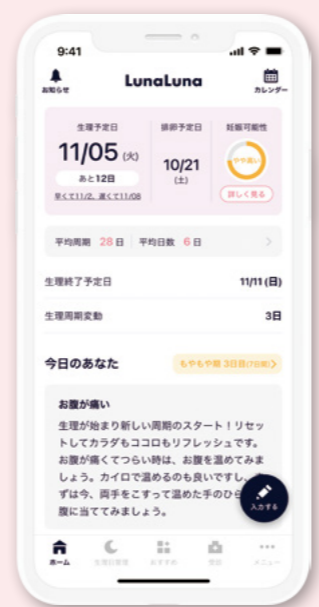 9:41
お知らせ
LunaLuna
カレンダー
生理予定日
排卵予定日
妊娠可能性
11/05 (火)
10/21
(土)
やや高い
あと12日
早くて11/2、遅くて11/08
詳しく見る
平均周期 28日 平均日数 6日
生理終了予定日 11/11 (日)
生理周期変動 3日
今日のあなた
もやもや期 3日目(7日間)
お腹が痛い
生理が始まり新しい周期のスタート！リセッ
トしてカラダもココロもリフレッシュです。
お腹が痛くてつらい時は、お腹を温めてみま
しょう。カイロで温めるのも良いですし、
ずは今、両手をこすって温めた手のひら
腹に当ててみましょう。
入力する
ホーム
生理日管理
おすすめ
メニュー